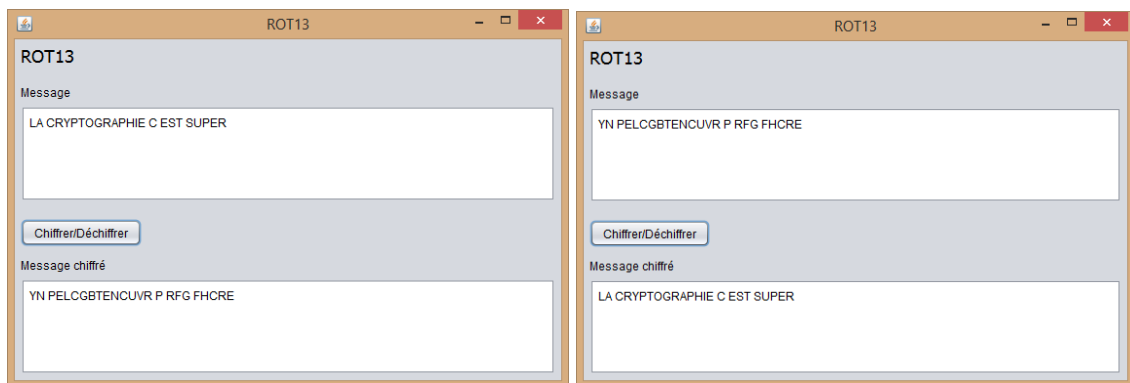 ROT13
ROT13
Message
LA CRYPTOGRAPHIE C EST SUPER
Chiffrer/Déchiffrer
Message chiffré
YN PELCGBTENCUVR P RFG FHCRE
ROT13
ROT13
Message
YN PELCGBTENCUVR P RFG FHCRE
Chiffrer/Déchiffrer
Message chiffré
LA CRYPTOGRAPHIE C EST SUPER